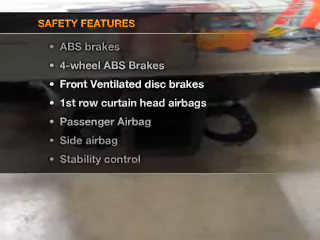 SAFETY FEATURES
• ABS brakes
• 4-wheel ABS Brakes
• Front Ventilated disc brakes
• 1st row curtain head airbags
• Passenger Airbag
• Side airbag
• Stability control